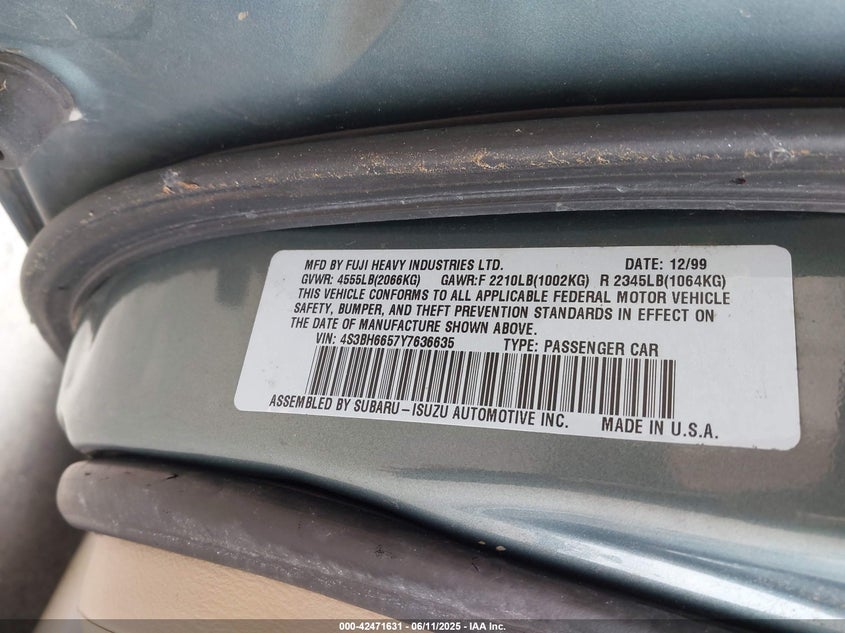 MFD BY FUJI HEAVY INDUSTRIES LTD. DATE: 12/99
GVWR: 4555LB(2066KG) GAWR:F 2210LB(1002KG) R 2345LB(1064KG)
THIS VEHICLE CONFORMS TO ALL APPLICABLE FEDERAL MOTOR VEHICLE
SAFETY, BUMPER, AND THEFT PREVENTION STANDARDS IN EFFECT ON
THE DATE OF MANUFACTURE SHOWN ABOVE.
VIN: 4S3BH6657Y7636635 TYPE: PASSENGER CAR
ASSEMBLED BY SUBARU-ISUZU AUTOMOTIVE INC. MADE IN U.S.A.
000-42471631 - 06/11/2025 - IAA Inc.